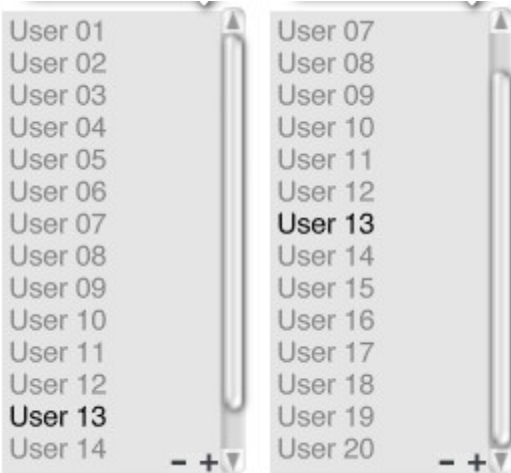 User 01
User 02
User 03
User 04
User 05
User 06
User 07
User 08
User 09
User 10
User 11
User 12
User 13
User 14
- +
User 07
User 08
User 09
User 10
User 11
User 12
User 13
User 14
User 15
User 16
User 17
User 18
User 19
User 20
- +